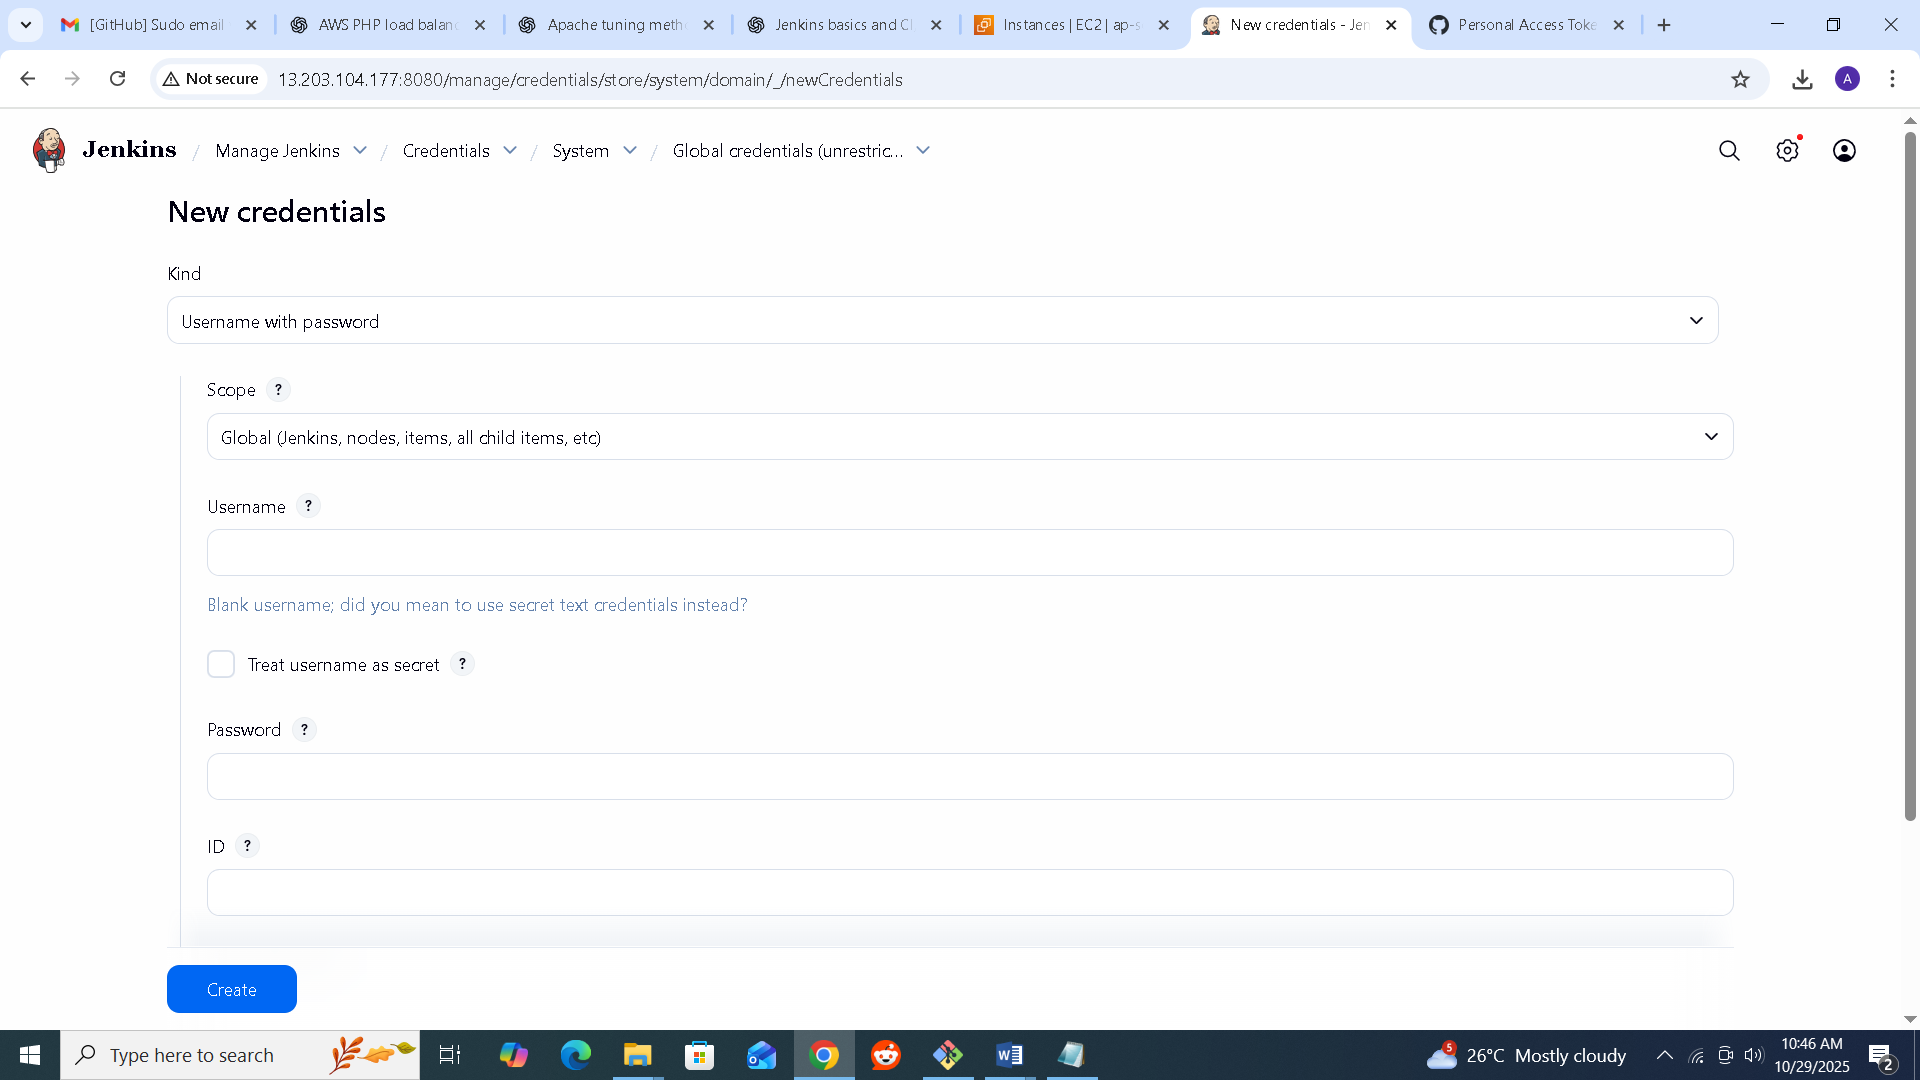 [GitHub] Sudo email
AWS PHP load balanc
Apache tuning meth
Jenkins basics and CI
Instances | EC2 | ap-s
New credentials - Jen
Personal Access Toke
Not secure
13.203.104.177:8080/manage/credentials/store/system/domain/_/newCredentials
A
Jenkins / Manage Jenkins / Credentials / System / Global credentials (unrestric...
New credentials
Kind
Username with password
Scope ?
Global (Jenkins, nodes, items, all child items, etc)
Username ?
Blank username; did you mean to use secret text credentials instead?
Treat username as secret ?
Password ?
ID ?
Create
Type here to search
5
26°C Mostly cloudy
10:46 AM
10/29/2025
2